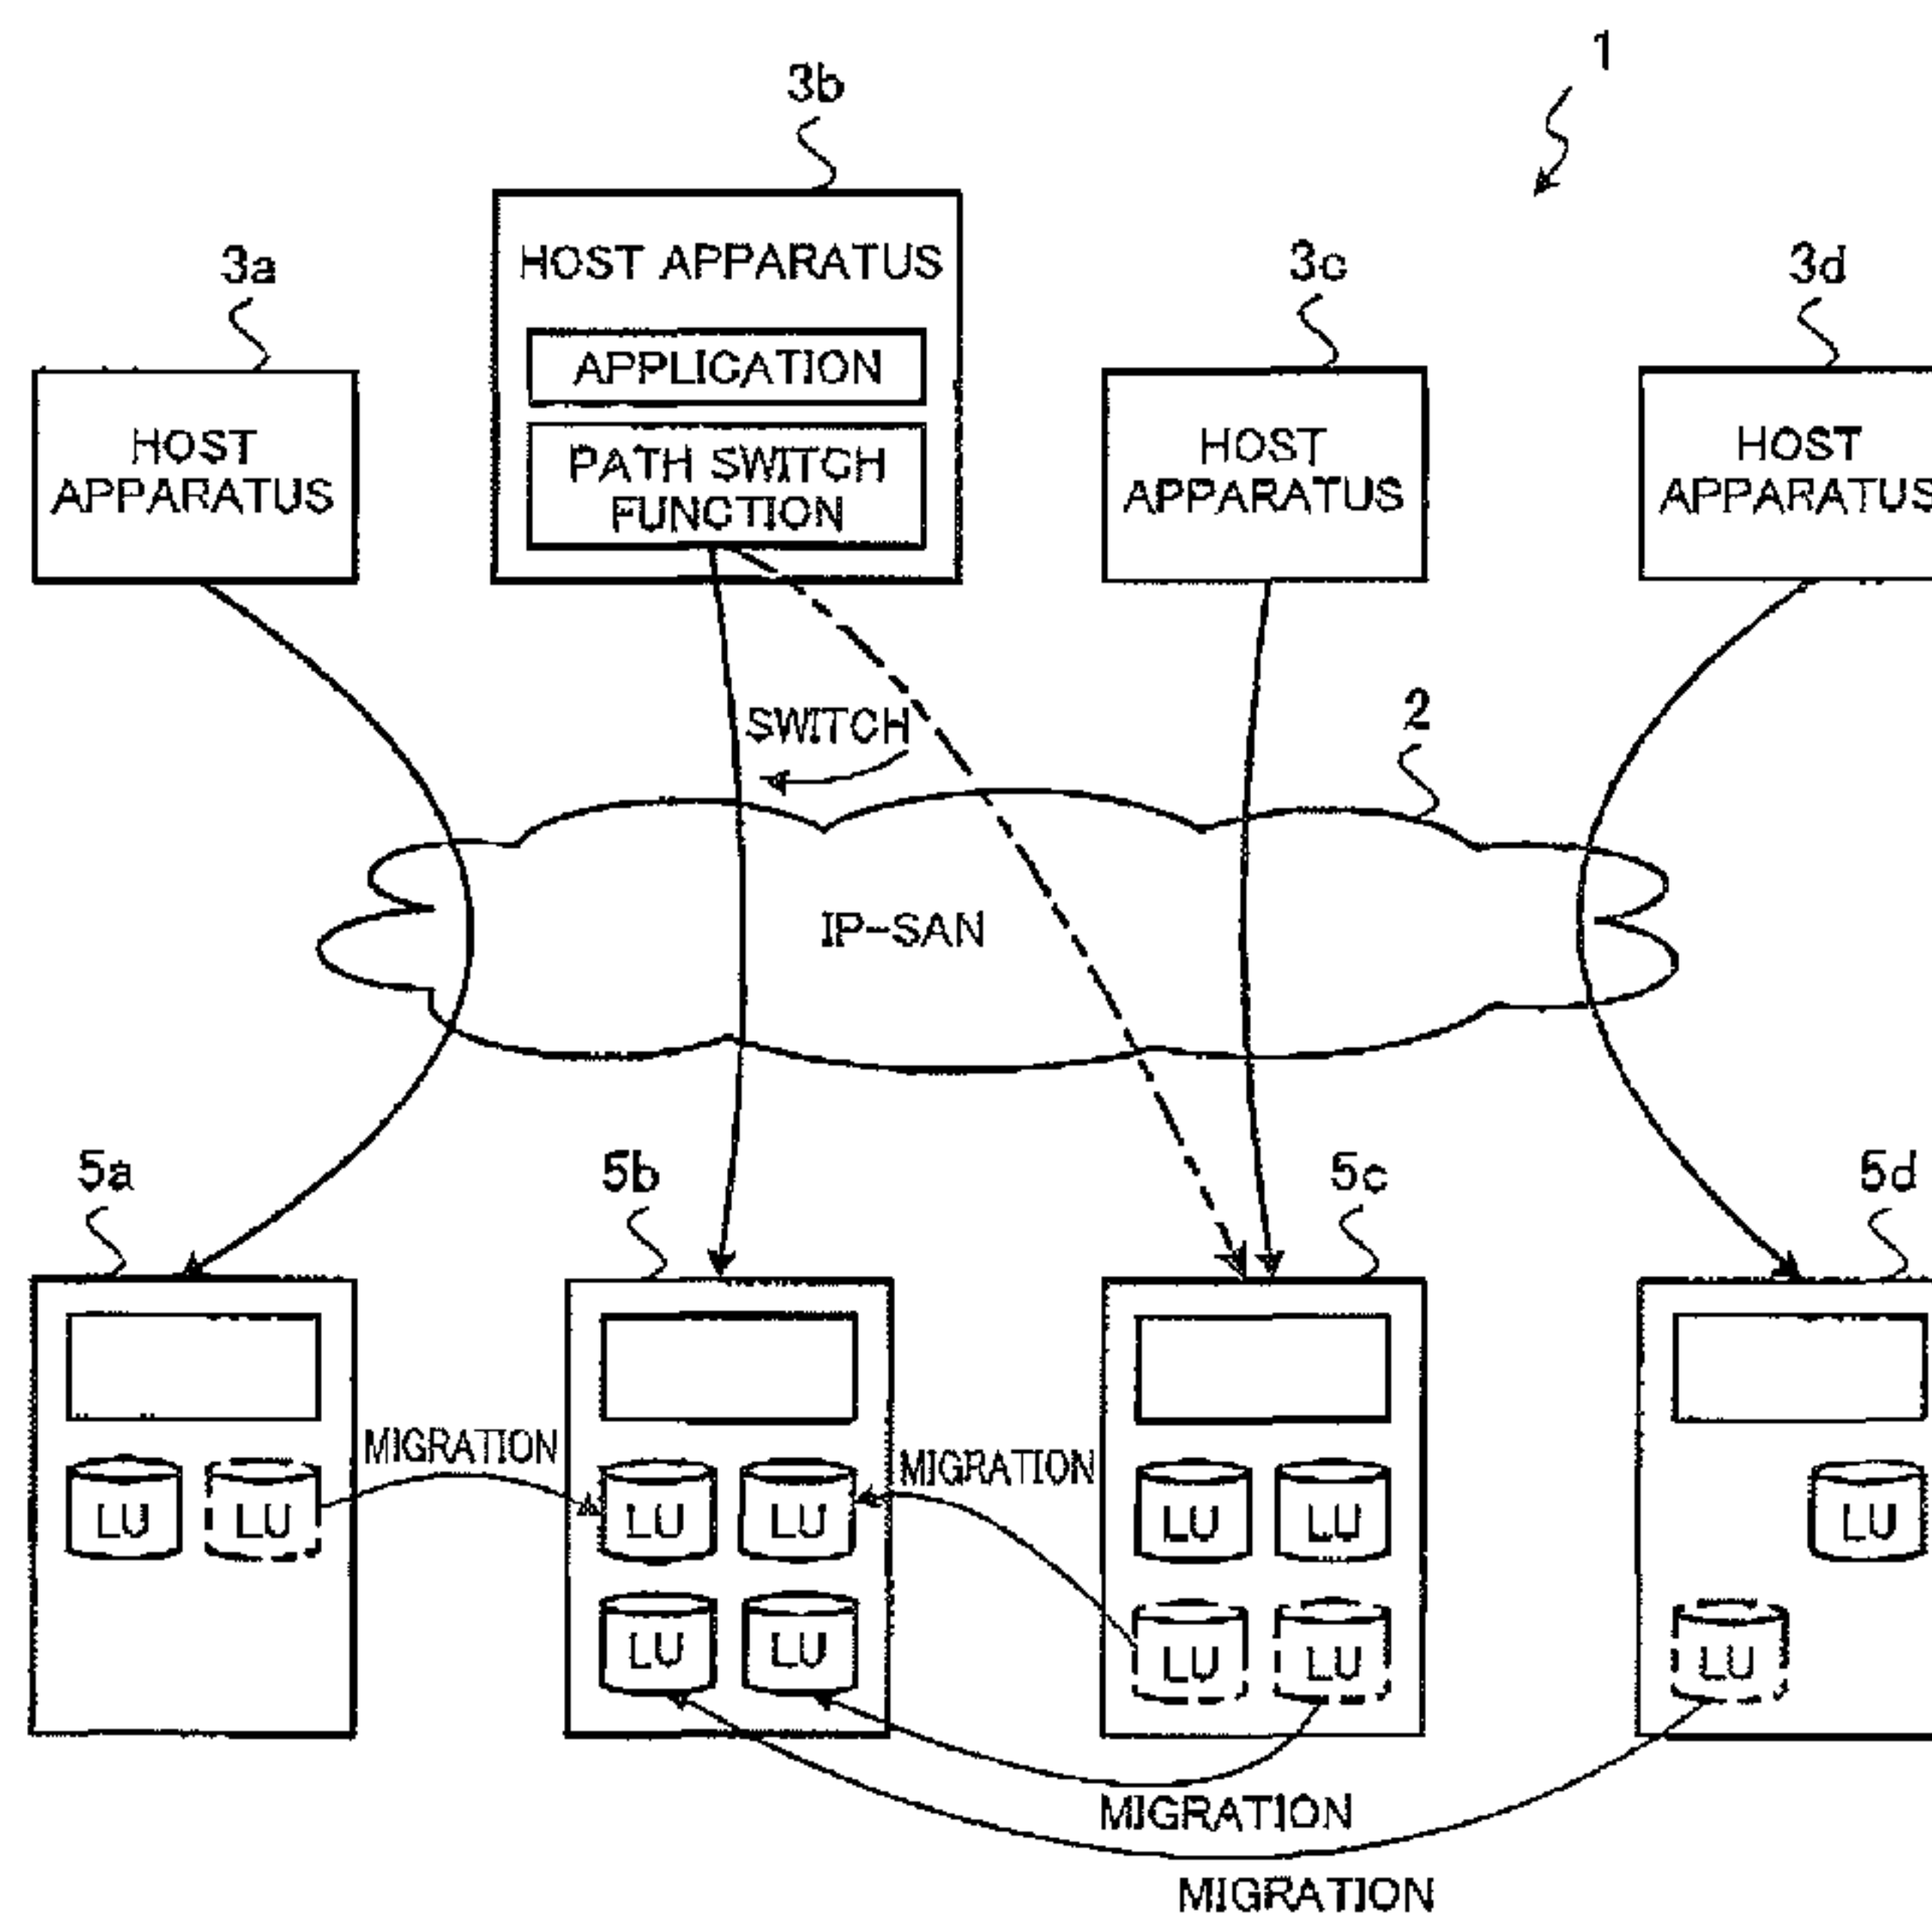 1
3b
HOST APPARATUS
3a
3c
3d
APPLICATION
HOST
APPARATUS
PATH SWITCH
FUNCTION
HOST
APPARATUS
HOST
APPARATUS
SWITCH
2
IP-SAN
5a
5b
5c
5d
MIGRATION
MIGRATION
LU
LU
LU
LU
LU
LU
LU
LU
LU
LU
LU
LU
MIGRATION
MIGRATION